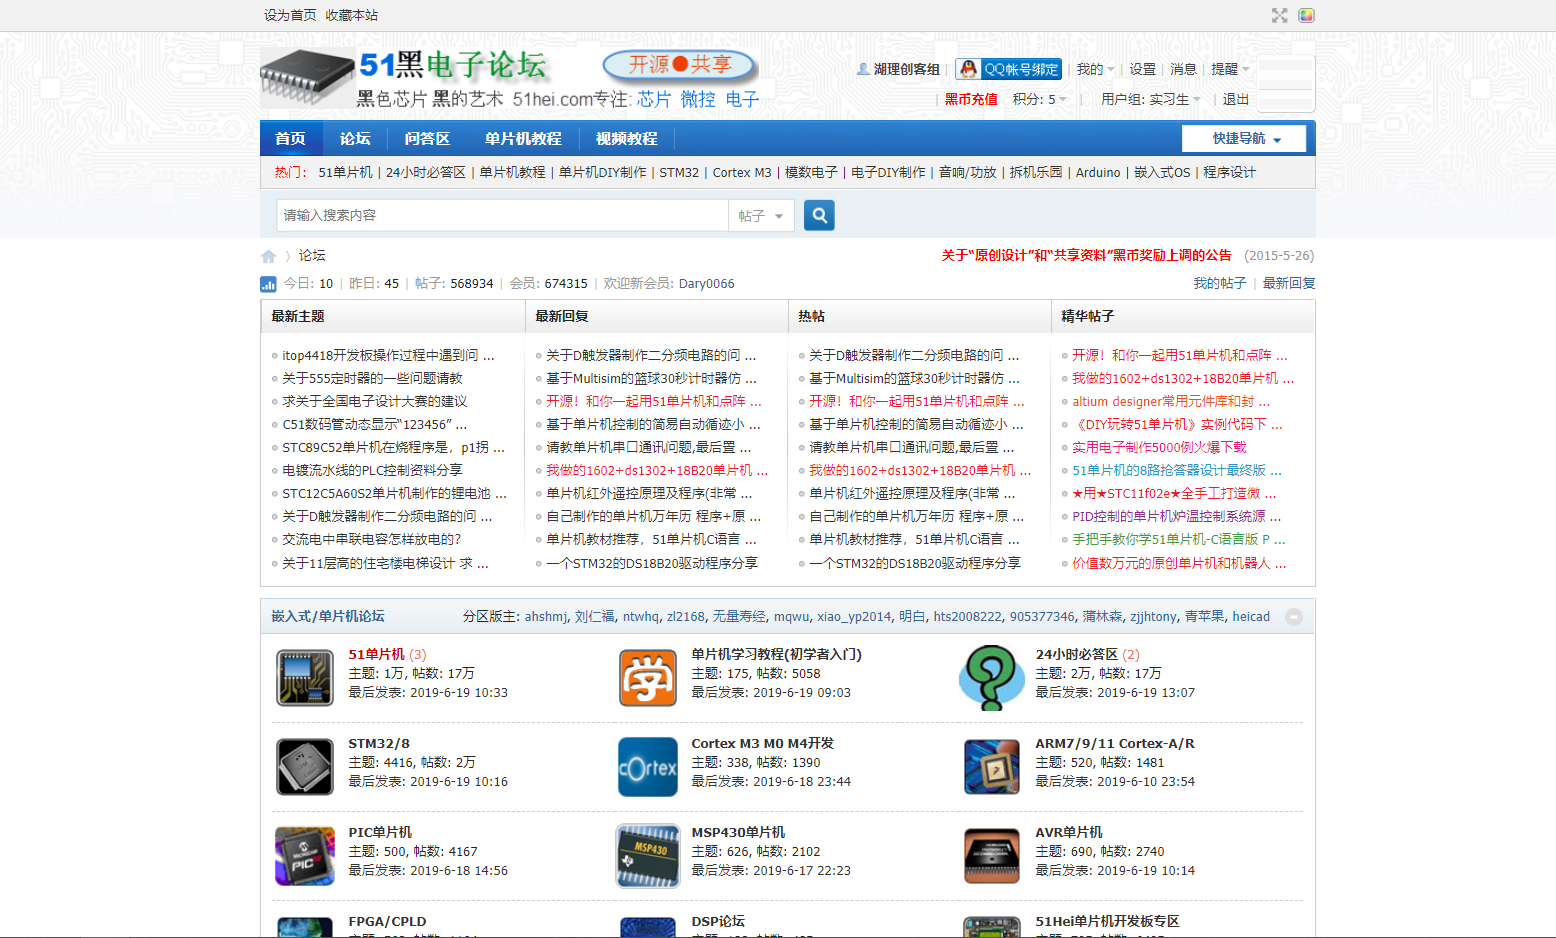 设为首页 收藏本站
51黑电子论坛
开源●共享
黑色芯片 黑的艺术 51hei.com专注: 芯片 微控 电子
湖理创客组 | QQ帐号绑定 | 我的 | 设置 | 消息 | 提醒
| 黑币充值 积分: 5 | 用户组: 实习生 | 退出
首页 论坛 问答区 单片机教程 视频教程 快捷导航
热门： 51单片机 | 24小时必答区 | 单片机教程 | 单片机DIY制作 | STM32 | Cortex M3 | 模数电子 | 电子DIY制作 | 音响/功放 | 拆机乐园 | Arduino | 嵌入式OS | 程序设计
请输入搜索内容 帖子
论坛 关于“原创设计”和“共享资料”黑币奖励上调的公告 (2015-5-26)
今日: 10 | 昨日: 45 | 帖子: 568934 | 会员: 674315 | 欢迎新会员: Dary0066 我的帖子 | 最新回复
最新主题 最新回复 热帖 精华帖子
itop4418开发板操作过程中遇到问 ... 关于D触发器制作二分频电路的问 ... 关于D触发器制作二分频电路的问 ... 开源！和你一起用51单片机和点阵 ...
关于555定时器的一些问题请教 基于Multisim的篮球30秒计时器仿 ... 基于Multisim的篮球30秒计时器仿 ... 我做的1602+ds1302+18B20单片机 ...
求关于全国电子设计大赛的建议 开源！和你一起用51单片机和点阵 ... 开源！和你一起用51单片机和点阵 ... altium designer常用元件库和封 ...
C51数码管动态显示“123456” ... 基于单片机控制的简易自动循迹小 ... 基于单片机控制的简易自动循迹小 ... 《DIY玩转51单片机》实例代码下 ...
STC89C52单片机在烧程序是，p1拐 ... 请教单片机串口通讯问题,最后置 ... 请教单片机串口通讯问题,最后置 ... 实用电子制作5000例火爆下载
电镀流水线的PLC控制资料分享 我做的1602+ds1302+18B20单片机 ... 我做的1602+ds1302+18B20单片机 ... 51单片机的8路抢答器设计最终版 ...
STC12C5A60S2单片机制作的锂电池 ... 单片机红外遥控原理及程序(非常 ... 单片机红外遥控原理及程序(非常 ... ★用★STC11f02e★全手工打造微 ...
关于D触发器制作二分频电路的问 ... 自己制作的单片机万年历 程序+原 ... 自己制作的单片机万年历 程序+原 ... PID控制的单片机炉温控制系统源 ...
交流电中串联电容怎样放电的? 单片机教材推荐，51单片机C语言 ... 单片机教材推荐，51单片机C语言 ... 手把手教你学51单片机-C语言版 P ...
关于11层高的住宅楼电梯设计 求 ... 一个STM32的DS18B20驱动程序分享 一个STM32的DS18B20驱动程序分享 价值数万元的原创单片机和机器人 ...
嵌入式/单片机论坛 分区版主: ahshmj, 刘仁福, ntwhq, zl2168, 无量寿经, mqwu, xiao_yp2014, 明白, hts2008222, 905377346, 蒲林森, zjjhtony, 青苹果, heicad
51单片机 (3)
主题: 1万, 帖数: 17万
最后发表: 2019-6-19 10:33
学
单片机学习教程(初学者入门)
主题: 175, 帖数: 5058
最后发表: 2019-6-19 09:03
24小时必答区 (2)
主题: 2万, 帖数: 17万
最后发表: 2019-6-19 13:07
STM32/8
主题: 4416, 帖数: 2万
最后发表: 2019-6-19 10:16
cortex
Cortex M3 M0 M4开发
主题: 338, 帖数: 1390
最后发表: 2019-6-18 23:44
ARM7/9/11 Cortex-A/R
主题: 520, 帖数: 1481
最后发表: 2019-6-10 23:54
PIC
PIC单片机
主题: 500, 帖数: 4167
最后发表: 2019-6-18 14:56
MSP430
MSP430单片机
主题: 626, 帖数: 2102
最后发表: 2019-6-17 22:23
AVR单片机
主题: 690, 帖数: 2740
最后发表: 2019-6-19 10:14
FPGA/CPLD
DSP论坛
51Hei单片机开发板专区